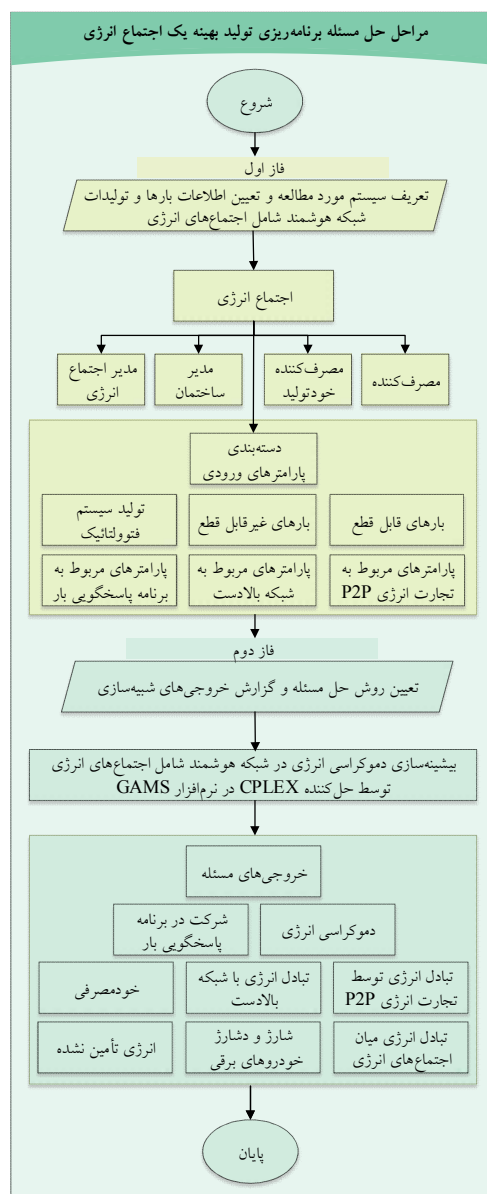 مراحل حل مسئله برنامه‌ریزی تولید بهینه یک اجتماع انرژی
شروع
فاز اول
تعریف سیستم مورد مطالعه و تعیین اطلاعات بارها و تولیدات
شبکه هوشمند شامل اجتماع‌های انرژی
اجتماع انرژی
مصرف‌کننده
مصرف‌کننده
خودتولید
مدیر
ساختمان
مدیر اجتماع
انرژی
دسته‌بندی
پارامترهای ورودی
بارهای قابل قطع
بارهای غیرقابل قطع
تولید سیستم
فتوولتائیک
پارامترهای مربوط به
تجارت انرژی P2P
پارامترهای مربوط به
شبکه بالادست
پارامترهای مربوط به
برنامه پاسخگویی بار
فاز دوم
تعیین روش حل مسئله و گزارش خروجی‌های شبیه‌سازی
بیشینه‌سازی دموکراسی انرژی در شبکه هوشمند شامل اجتماع‌های انرژی
توسط حل‌کننده CPLEX در نرم‌افزار GAMS
خروجی‌های مسئله
دموکراسی انرژی
شرکت در برنامه
پاسخگویی بار
تبادل انرژی توسط
تجارت انرژی P2P
تبادل انرژی با شبکه
بالادست
خودمصرفی
تبادل انرژی میان
اجتماع‌های انرژی
شارژ و دشارژ
خودروهای برقی
انرژی تأمین نشده
پایان